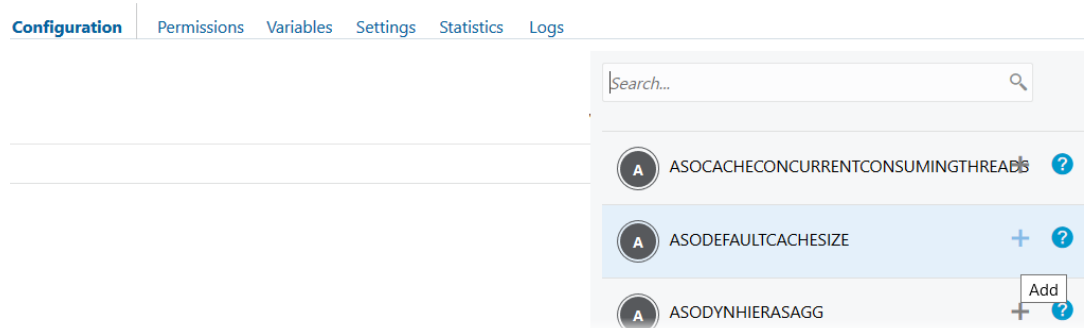 Configuration Permissions Variables Settings Statistics Logs
Search...
A ASOCACHECONCURRENTCONSUMINGTHREADS + ?
A ASODEFAULTCACHESIZE + ?
Add
A ASODYNHIERASAGG + ?